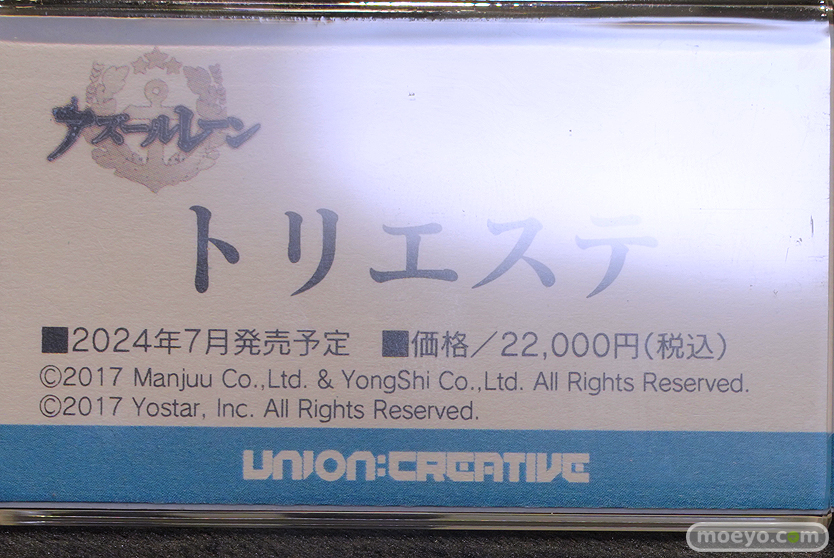 アズールレーン
トリエステ
■2024年7月発売予定 ■価格／22,000円(税込)
©2017 Manjuu Co.,Ltd. & YongShi Co.,Ltd. All Rights Reserved.
©2017 Yostar, Inc. All Rights Reserved.
UNION:CREATIVE
moeyo.com